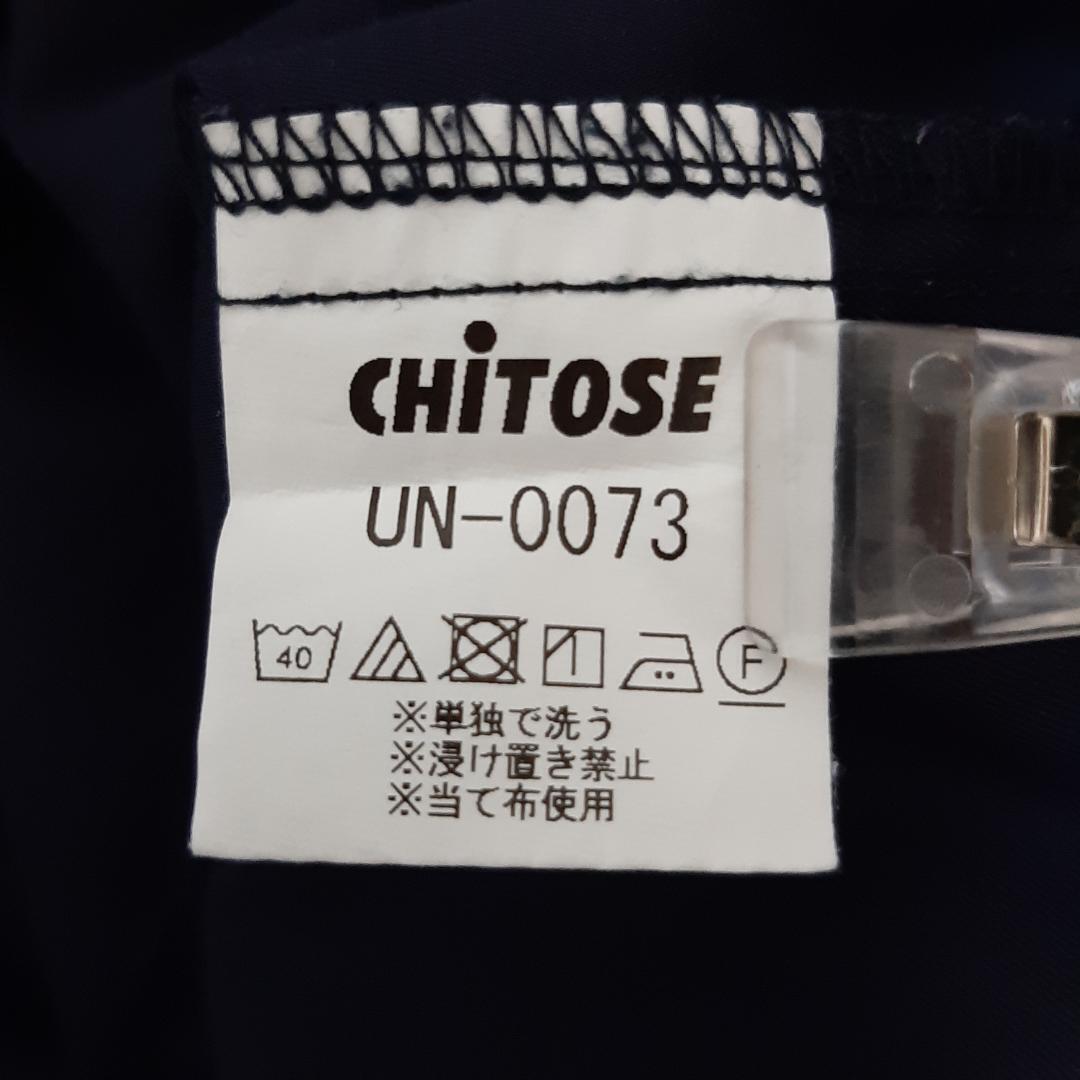 CHiTOSE
UN-0073
40 F
※単独で洗う
※浸け置き禁止
※当て布使用